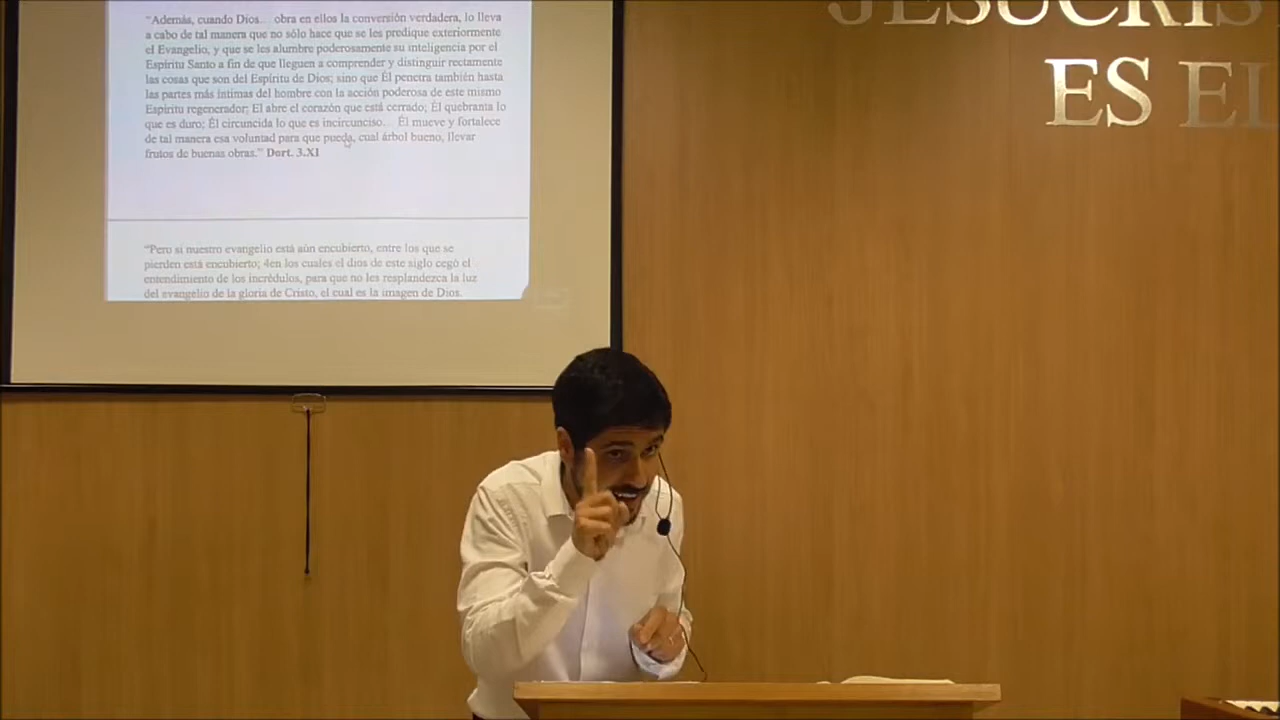 “Además, cuando Dios... obra en ellos la conversión verdadera, lo lleva
a cabo de tal manera que no sólo hace que se les predique exteriormente
el Evangelio, y que se les alumbre poderosamente su inteligencia por el
Espíritu Santo a fin de que lleguen a comprender y distinguir rectamente
las cosas que son del Espíritu de Dios; sino que Él penetra también hasta
las partes más íntimas del hombre con la acción poderosa de este mismo
Espíritu regenerador; El abre el corazón que está cerrado; Él quebranta lo
que es duro; Él circuncida lo que es incircunciso... Él mueve y fortalece
de tal manera esa voluntad para que pueda, cual árbol bueno, llevar
frutos de buenas obras.” Dort. 3.XI
“Pero si nuestro evangelio está aún encubierto, entre los que se
pierden está encubierto; 4en los cuales el dios de este siglo cegó el
entendimiento de los incrédulos, para que no les resplandezca la luz
del evangelio de la gloria de Cristo, el cual es la imagen de Dios.
JESUCRIS
ES EL